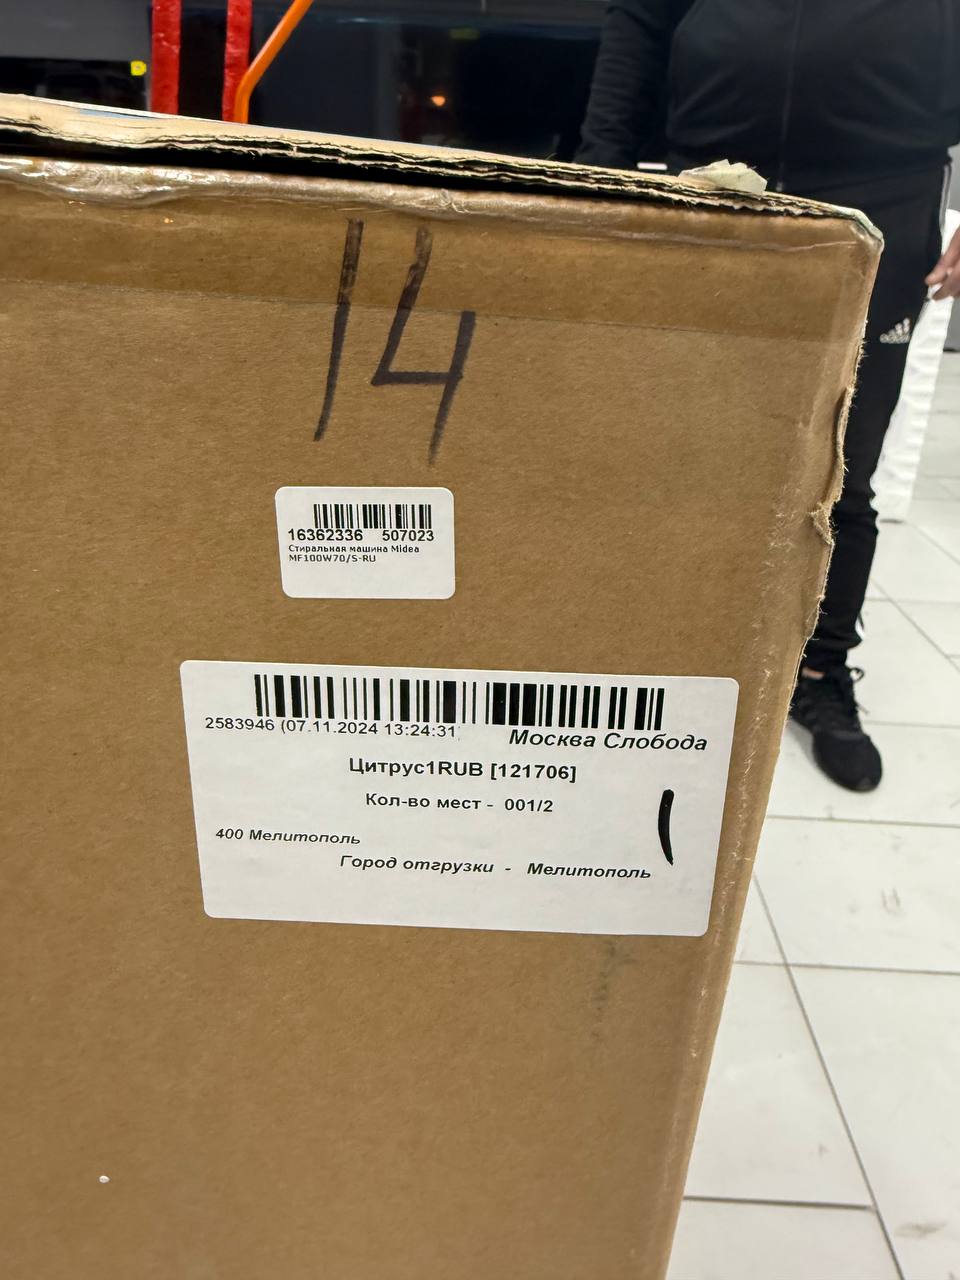 14
16362336 507023
Стиральная машина Midea
MF100W70/S-RU
2583946 (07.11.2024 13:24:31)
Москва Слобода
Цитрус1RUB [121706]
Кол-во мест - 001/2
400 Мелитополь
Город отгрузки - Мелитополь
adidas